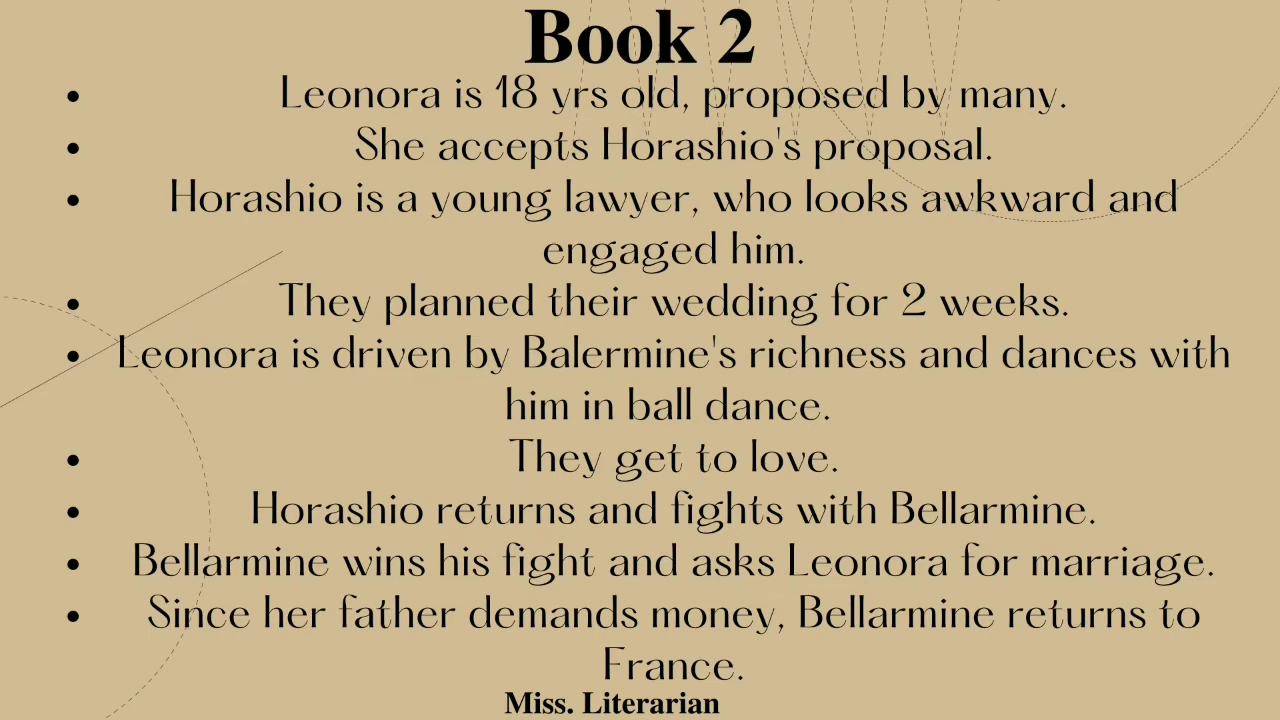 Book 2
• Leonora is 18 yrs old, proposed by many.
• She accepts Horashio's proposal.
• Horashio is a young lawyer, who looks awkward and
engaged him.
• They planned their wedding for 2 weeks.
• Leonora is driven by Balermine's richness and dances with
him in ball dance.
• They get to love.
• Horashio returns and fights with Bellarmine.
• Bellarmine wins his fight and asks Leonora for marriage.
• Since her father demands money, Bellarmine returns to
France.
Miss. Literarian